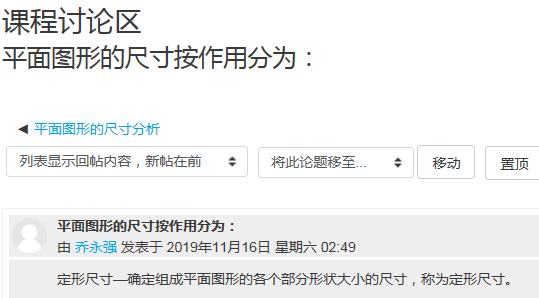 课程讨论区
平面图形的尺寸按作用分为：
◀ 平面图形的尺寸分析
列表显示回帖内容，新帖在前
将此论题移至...
移动
置顶
平面图形的尺寸按作用分为：
由 乔永强 发表于 2019年11月16日 星期六 02:49
定形尺寸—确定组成平面图形的各个部分形状大小的尺寸，称为定形尺寸。